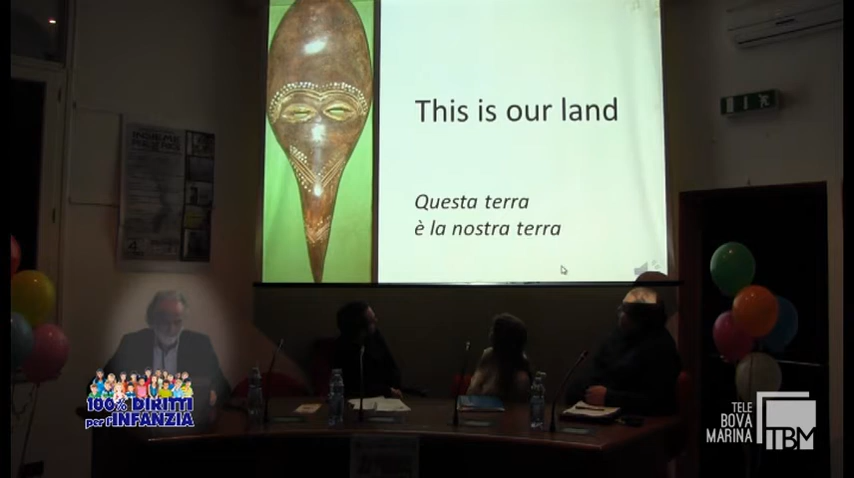 This is our land
Questa terra
è la nostra terra
100% DIRITTI
per l'INFANZIA
TELE
BOVA
MARINA
TBM